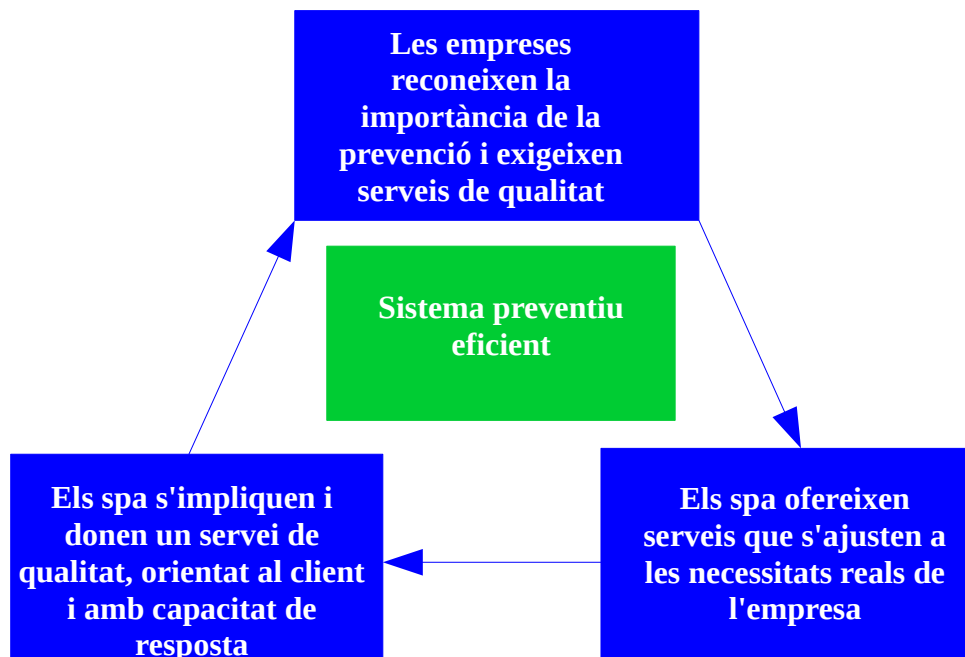 Les empreses
reconeixen la
importància de la
prevenció i exigeixen
serveis de qualitat
Sistema preventiu
eficient
Els spa s'impliquen i
donen un servei de
qualitat, orientat al client
i amb capacitat de
resposta
Els spa ofereixen
serveis que s'ajusten a
les necessitats reals de
l'empresa